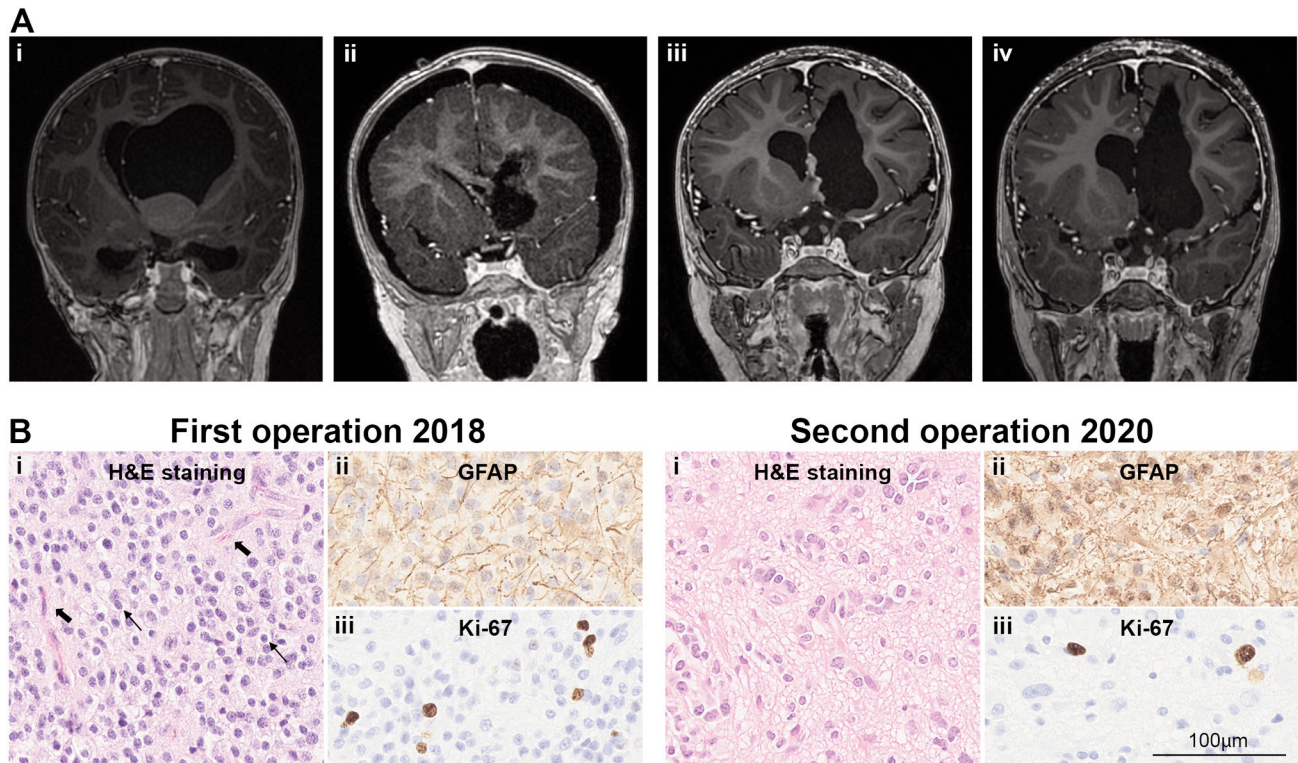 A
i
ii
iii
iv
B
First operation 2018
Second operation 2020
i
H&E staining
ii
GFAP
iii
Ki-67
i
H&E staining
ii
GFAP
iii
Ki-67
100µm